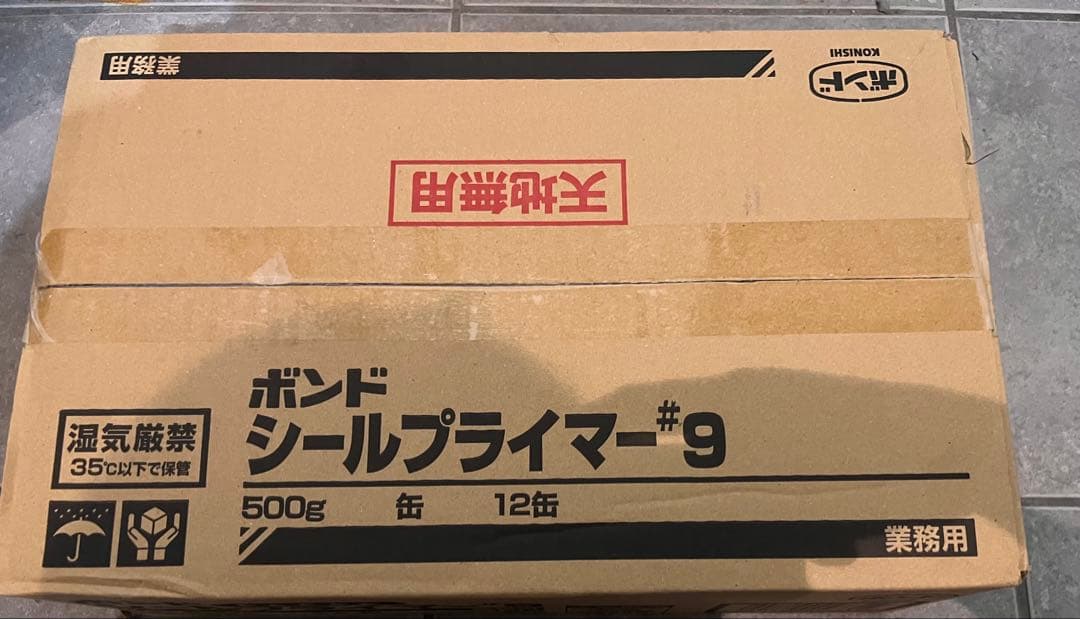 業務用
KONISHI
ボンド
天地無用
ボンド
シールプライマー#9
湿気厳禁
35℃以下で保管
500g 缶 12缶
業務用